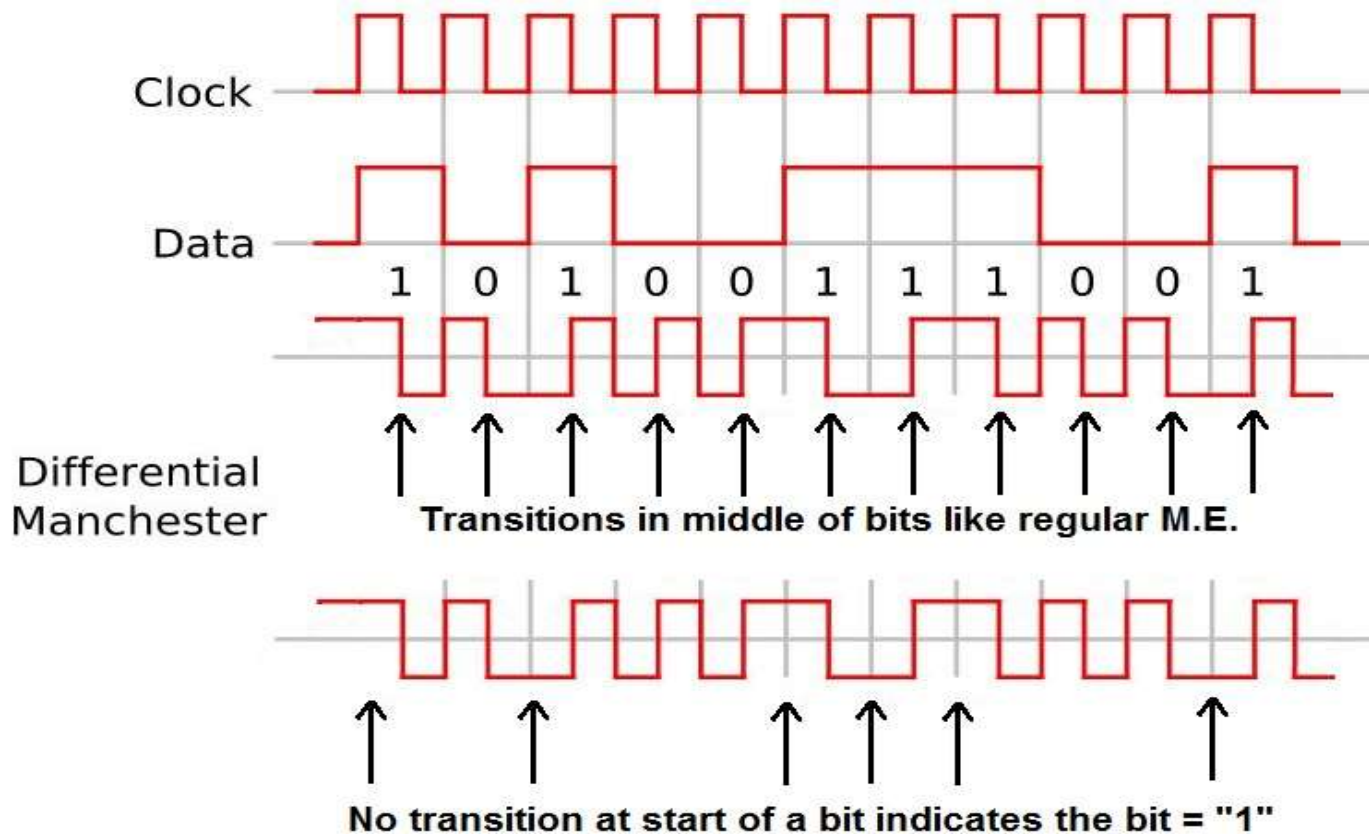 Clock
Data
1 0 1 0 0 1 1 1 0 0 1
Differential
Manchester
Transitions in middle of bits like regular M.E.
No transition at start of a bit indicates the bit = "1"